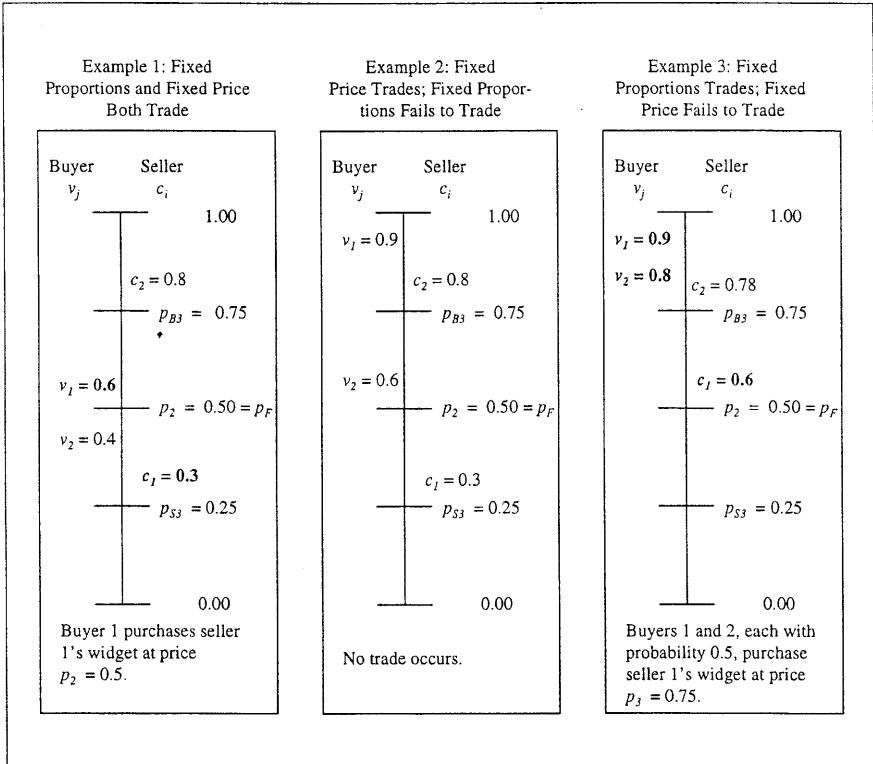 Example 1: Fixed
Proportions and Fixed Price
Both Trade
Buyer Seller
v_j c_i
1.00
c_2 = 0.8
p_B3 = 0.75
v_1 = 0.6
p_2 = 0.50 = p_F
v_2 = 0.4
c_1 = 0.3
p_S3 = 0.25
0.00
Buyer 1 purchases seller
1's widget at price
p_2 = 0.5.
Example 2: Fixed
Price Trades; Fixed Propor-
tions Fails to Trade
Buyer Seller
v_j c_i
1.00
v_1 = 0.9
c_2 = 0.8
p_B3 = 0.75
v_2 = 0.6
p_2 = 0.50 = p_F
c_1 = 0.3
p_S3 = 0.25
0.00
No trade occurs.
Example 3: Fixed
Proportions Trades; Fixed
Price Fails to Trade
Buyer Seller
v_j c_i
1.00
v_1 = 0.9
v_2 = 0.8
c_2 = 0.78
p_B3 = 0.75
c_1 = 0.6
p_2 = 0.50 = p_F
p_S3 = 0.25
0.00
Buyers 1 and 2, each with
probability 0.5, purchase
seller 1's widget at price
p_3 = 0.75.